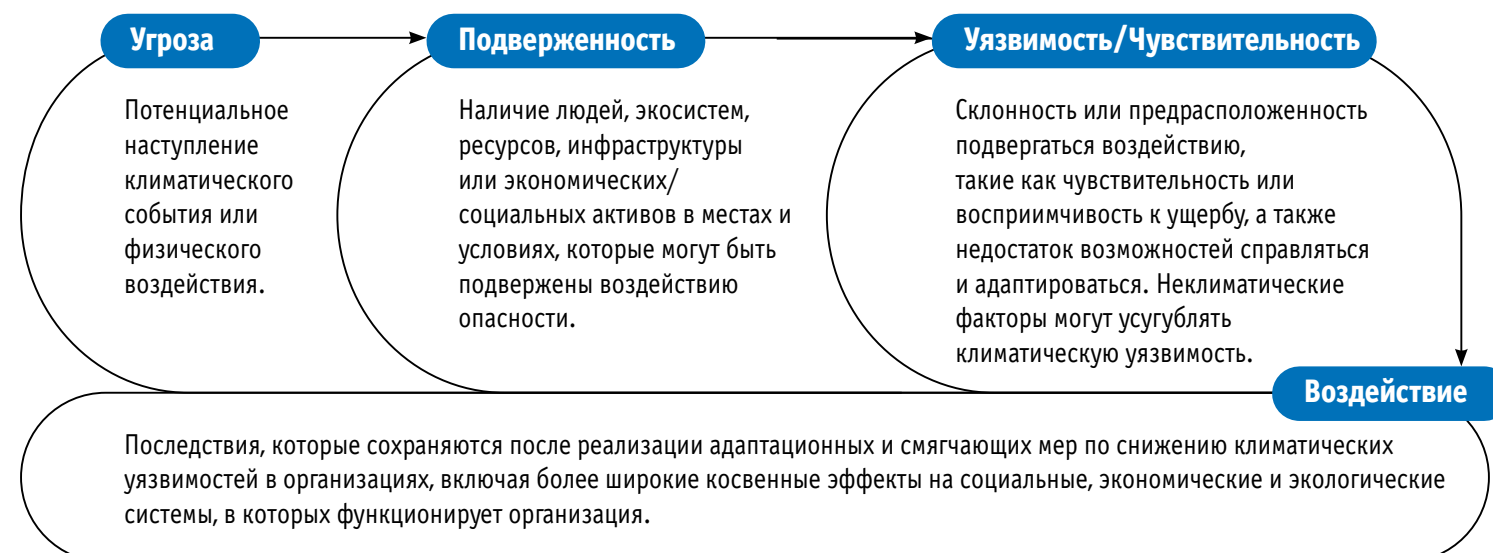 Угроза
Потенциальное
наступление
климатического
события или
физического
воздействия.
Подверженность
Наличие людей, экосистем,
ресурсов, инфраструктуры
или экономических/
социальных активов в местах и
условиях, которые могут быть
подвержены воздействию
опасности.
Уязвимость/Чувствительность
Склонность или предрасположенность
подвергаться воздействию,
такие как чувствительность или
восприимчивость к ущербу, а также
недостаток возможностей справляться
и адаптироваться. Неклиматические
факторы могут усугублять
климатическую уязвимость.
Воздействие
Последствия, которые сохраняются после реализации адаптационных и смягчающих мер по снижению климатических
уязвимостей в организациях, включая более широкие косвенные эффекты на социальные, экономические и экологические
системы, в которых функционирует организация.